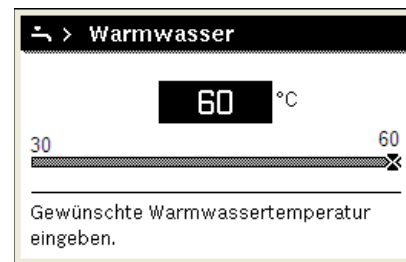 > Warmwasser
60 °C
30 60
Gewünschte Warmwassertemperatur
eingeben.